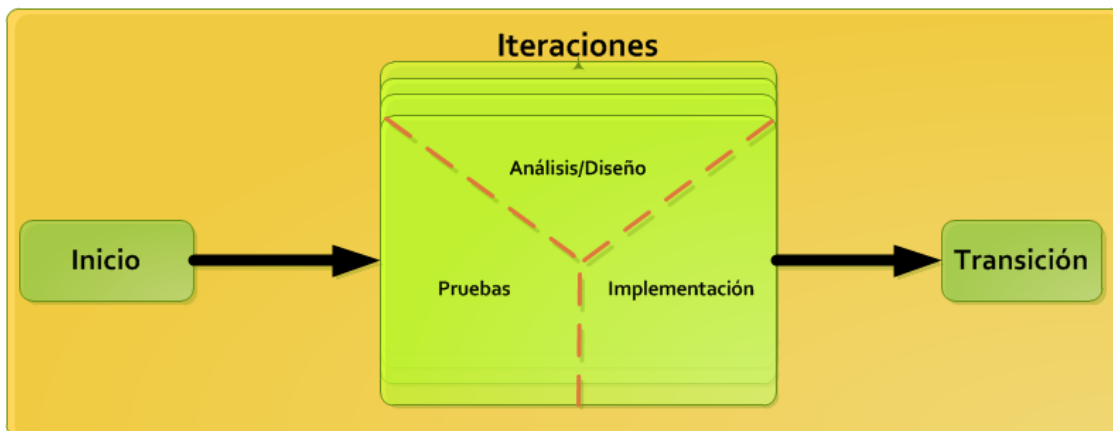 Iteraciones
Análisis/Diseño
Inicio
Transición
Pruebas
Implementación